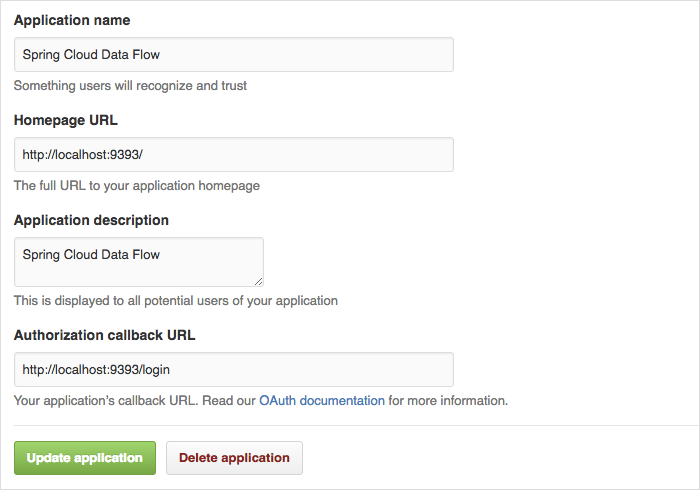 Application name
Spring Cloud Data Flow
Something users will recognize and trust
Homepage URL
http://localhost:9393/
The full URL to your application homepage
Application description
Spring Cloud Data Flow
This is displayed to all potential users of your application
Authorization callback URL
http://localhost:9393/login
Your application's callback URL. Read our OAuth documentation for more information.
Update application Delete application